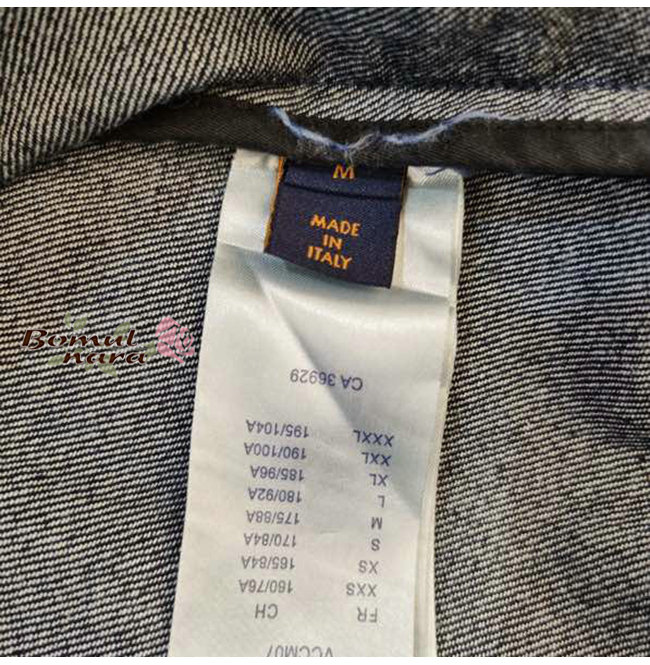 M
MADE
IN
ITALY
Bomul
nara
VCCM07
FR CH
XXS 160/76A
XS 165/84A
S 170/84A
M 175/88A
L 180/92A
XL 185/96A
XXL 190/100A
XXXL 195/104A
CA 36929